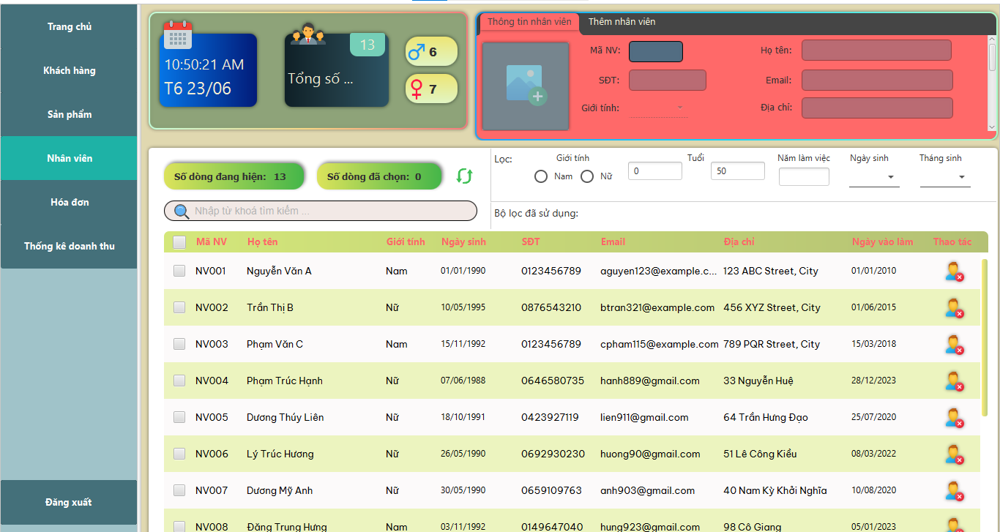 Trang chủ
Khách hàng
Sản phẩm
Nhân viên
Hóa đơn
Thống kê doanh thu
Đăng xuất
10:50:21 AM
T6 23/06
13
Tổng số ...
6
7
Thông tin nhân viên
Thêm nhân viên
Mã NV:
Họ tên:
SĐT:
Email:
Giới tính:
Địa chỉ:
Số dòng đang hiện: 13
Số dòng đã chọn: 0
Nhập từ khoá tìm kiếm ...
Lọc:
Giới tính
Nam
Nữ
Tuổi
0
50
Năm làm việc
Ngày sinh
Tháng sinh
Bộ lọc đã sử dụng:
Mã NV Họ tên Giới tính Ngày sinh SĐT Email Địa chỉ Ngày vào làm Thao tác
NV001 Nguyễn Văn A Nam 01/01/1990 0123456789 aguyen123@example.c... 123 ABC Street, City 01/01/2010
NV002 Trần Thị B Nữ 10/05/1995 0876543210 btran321@example.com 456 XYZ Street, City 01/06/2015
NV003 Phạm Văn C Nam 15/11/1992 0123456789 cpham115@example.com 789 PQR Street, City 15/03/2018
NV004 Phạm Trúc Hạnh Nữ 07/06/1988 0646580735 hanh889@gmail.com 33 Nguyễn Huệ 28/12/2023
NV005 Dương Thúy Liên Nữ 18/10/1991 0423927119 lien911@gmail.com 64 Trần Hưng Đạo 25/07/2020
NV006 Lý Trúc Hương Nữ 26/05/1990 0692930230 huong90@gmail.com 51 Lê Công Kiều 08/03/2022
NV007 Dương Mỹ Anh Nữ 30/05/1990 0659109763 anh903@gmail.com 40 Nam Kỳ Khởi Nghĩa 10/08/2020
NV008 Đặng Trung Hưng Nam 03/11/1992 0149647040 hung923@gmail.com 98 Cô Giang 05/01/2023